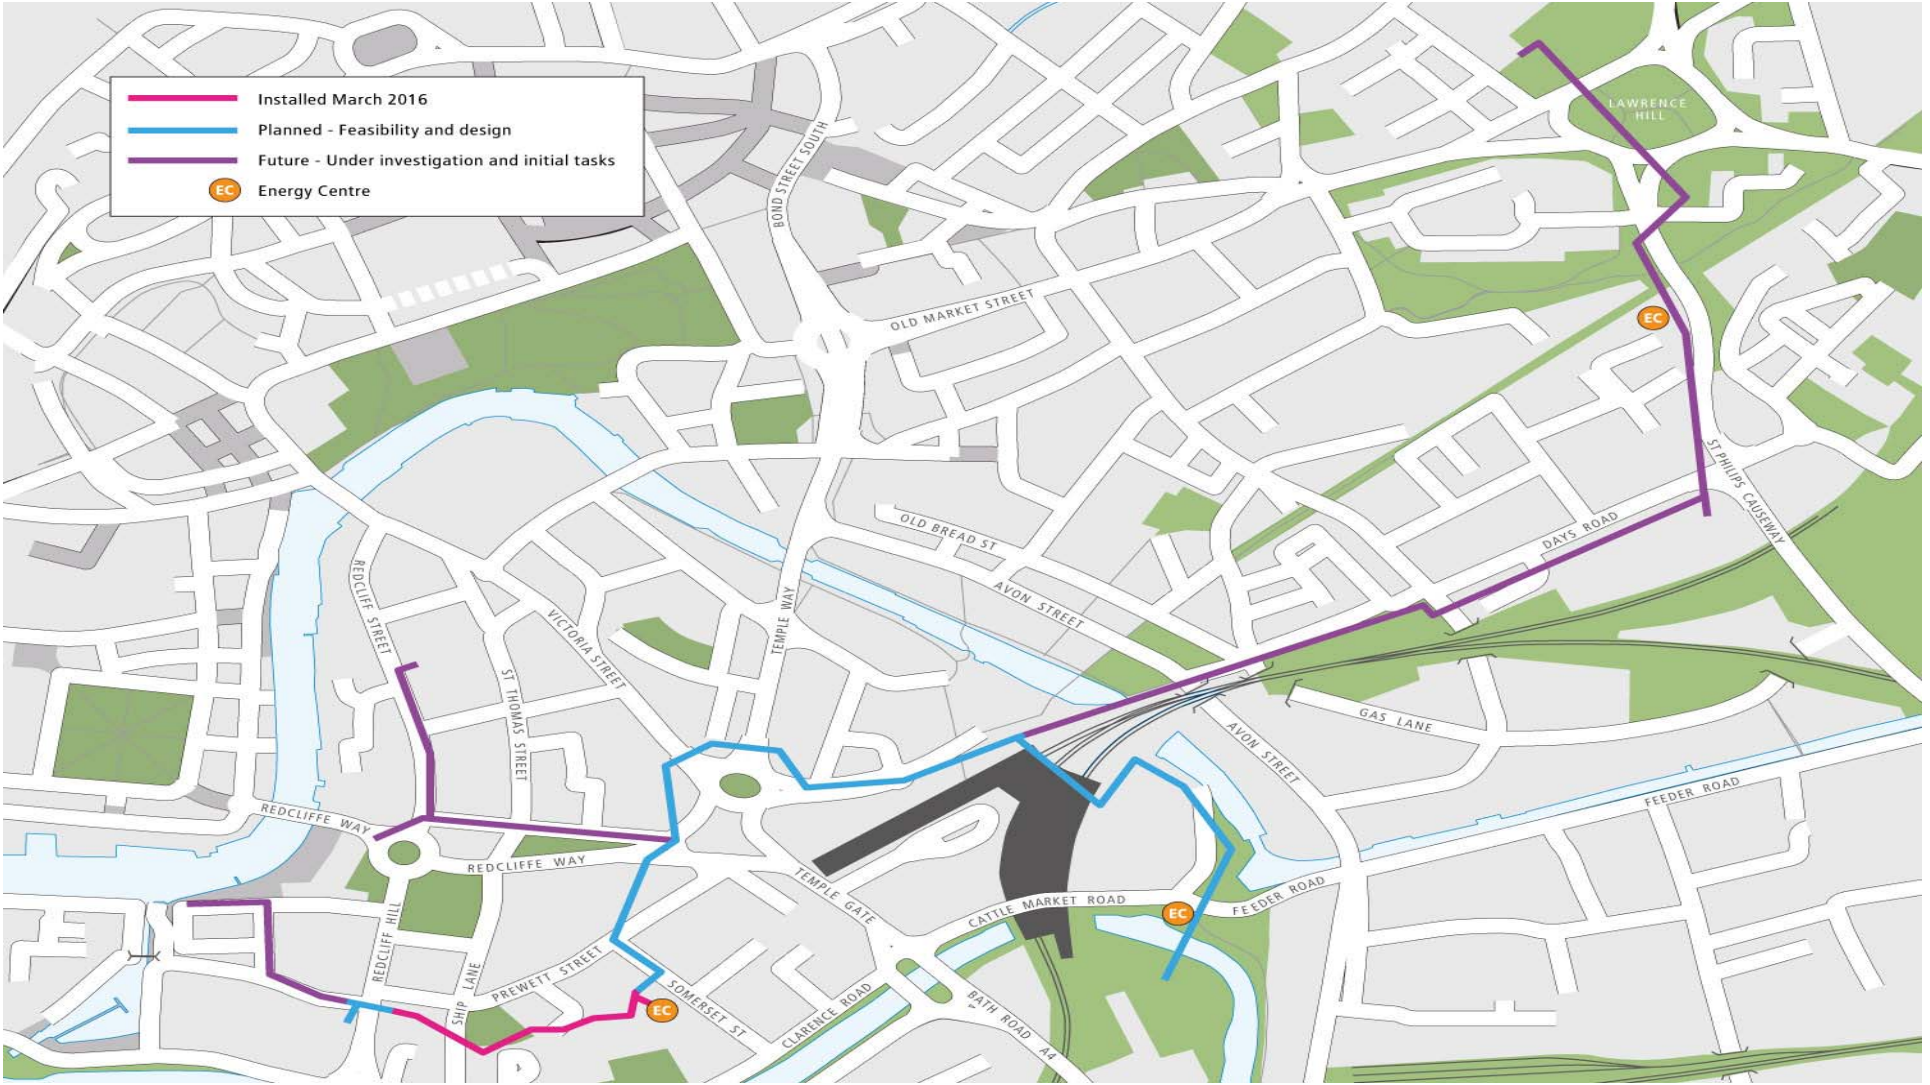 Installed March 2016
Planned - Feasibility and design
Future - Under investigation and initial tasks
EC Energy Centre
LAWRENCE
HILL
BOND STREET SOUTH
OLD MARKET STREET
EC
ST PHILIPS CAUSEWAY
OLD BREAD ST
DAYS ROAD
AVON STREET
REDCLIFF STREET
VICTORIA STREET
TEMPLE WAY
ST THOMAS STREET
GAS LANE
AVON STREET
FEEDER ROAD
REDCLIFFE WAY
REDCLIFFE WAY
TEMPLE GATE
CATTLE MARKET ROAD
EC
FEEDER ROAD
REDCLIFF HILL
SHIP LANE
PREWETT STREET
SOMERSET ST
EC
CLARENCE ROAD
BATH ROAD A4